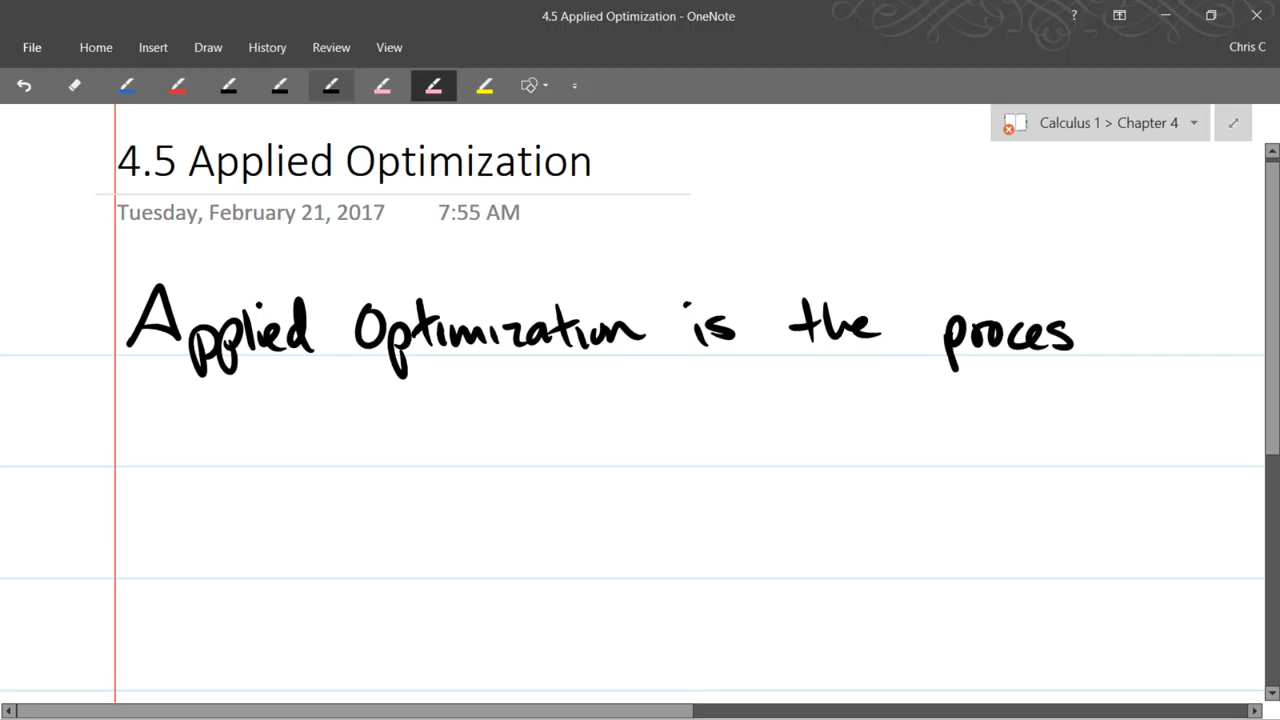 4.5 Applied Optimization - OneNote
?
File Home Insert Draw History Review View
Chris C
Calculus 1 > Chapter 4
4.5 Applied Optimization
Tuesday, February 21, 2017 7:55 AM
Applied Optimization is the proces